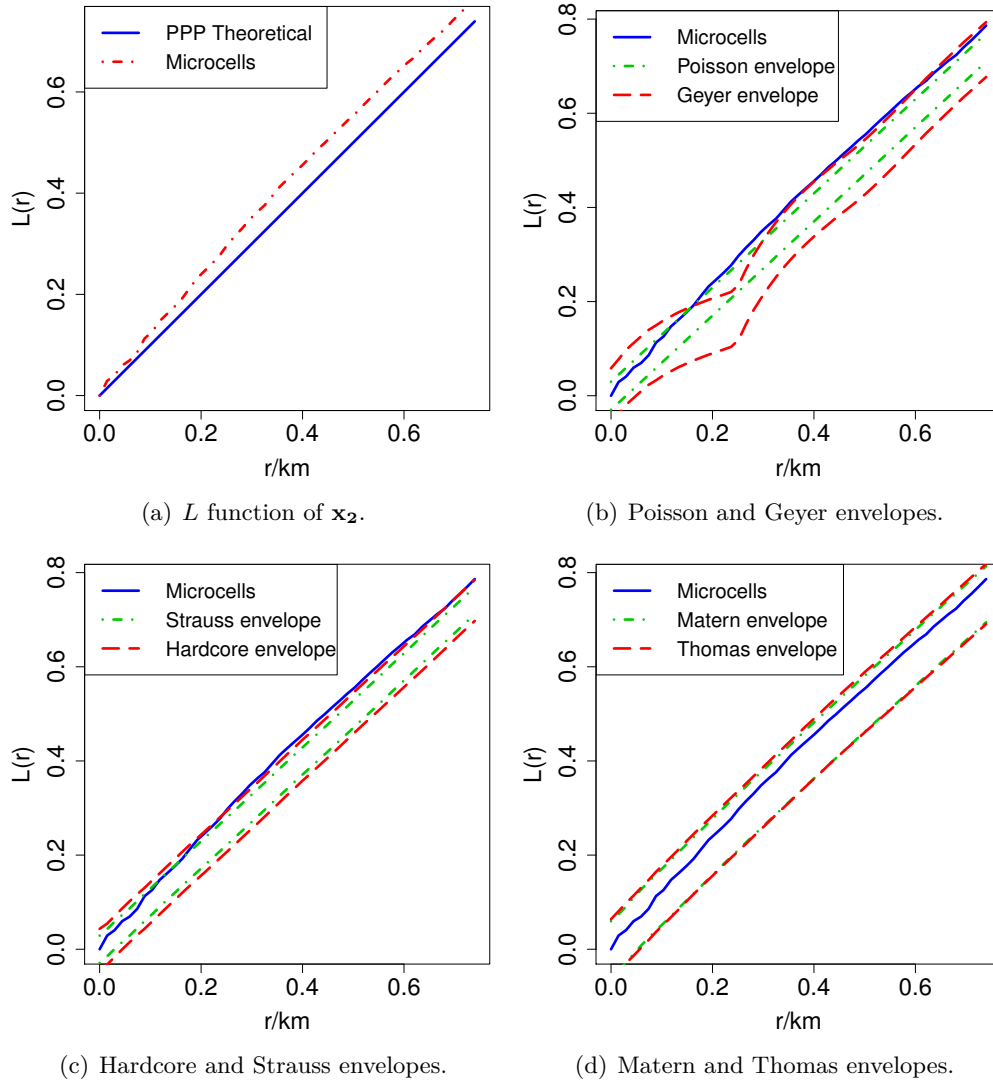 PPP Theoretical
Microcells
L(r)
0.0 0.2 0.4 0.6
0.0 0.2 0.4 0.6
r/km
(a) L function of x₂.
Microcells
Poisson envelope
Geyer envelope
L(r)
0.0 0.2 0.4 0.6 0.8
0.0 0.2 0.4 0.6
r/km
(b) Poisson and Geyer envelopes.
Microcells
Strauss envelope
Hardcore envelope
L(r)
0.0 0.2 0.4 0.6 0.8
0.0 0.2 0.4 0.6
r/km
(c) Hardcore and Strauss envelopes.
Microcells
Matern envelope
Thomas envelope
L(r)
0.0 0.2 0.4 0.6 0.8
0.0 0.2 0.4 0.6
r/km
(d) Matern and Thomas envelopes.